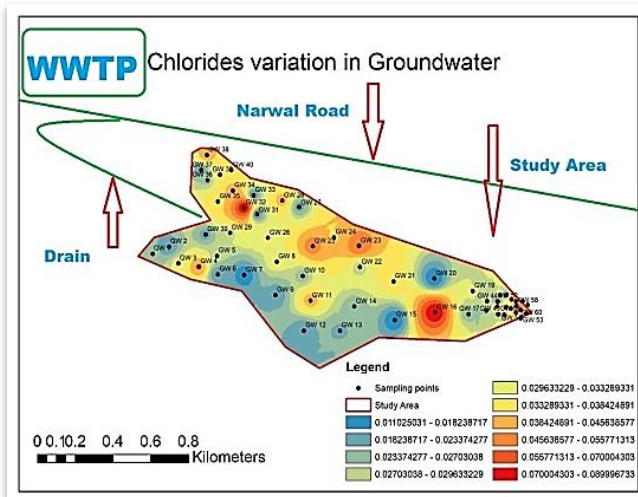 WWTP
Chlorides variation in Groundwater
Narwal Road
Study Area
Drain
GW 38
GW 37
GW 40
GW 39
GW 36
GW 34
GW 33
GW 35
GW 32
GW 28
GW 27
GW 31
GW 30
GW 29
GW 26
GW 24
GW 25
GW 23
GW 2
GW 3
GW 4
GW 5
GW 6
GW 7
GW 8
GW 22
GW 10
GW 21
GW 20
GW 9
GW 11
GW 14
GW 19
GW 16
GW 15
GW 17
GW 12
GW 13
GW 53
Legend
Sampling points
Study Area
0.011025031 - 0.018238717
0.018238717 - 0.023374277
0.023374277 - 0.02703038
0.02703038 - 0.029633229
0.029633229 - 0.033289331
0.033289331 - 0.038424891
0.038424891 - 0.045638577
0.045638577 - 0.055771313
0.055771313 - 0.070004303
0.070004303 - 0.089996733
0 0.1 0.2 0.4 0.6 0.8
Kilometers